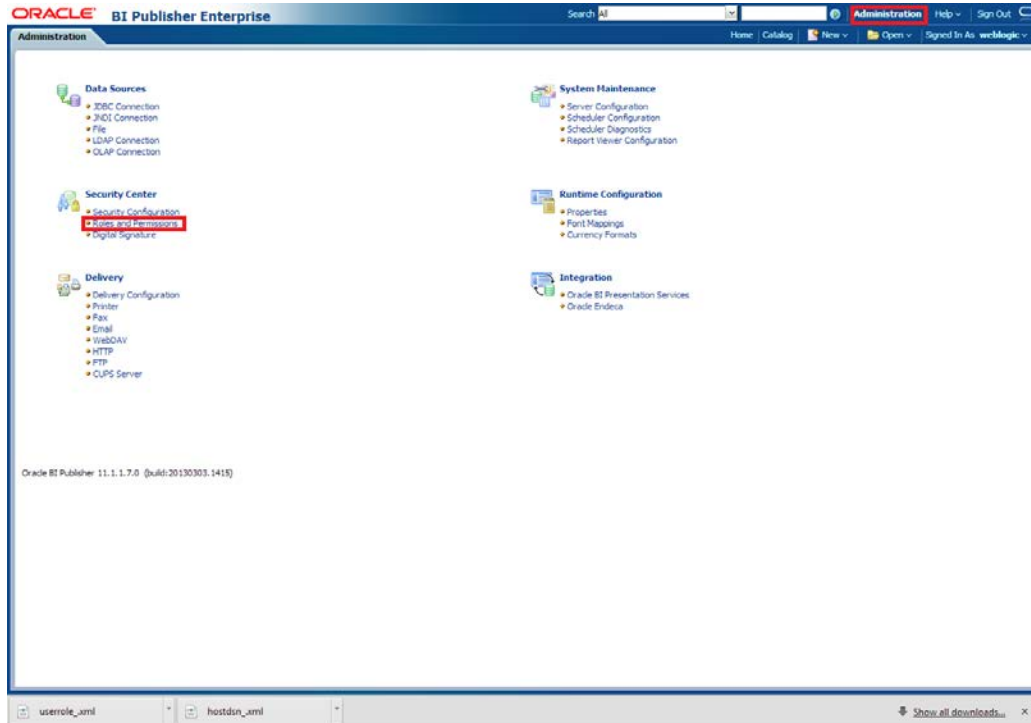 ORACLE BI Publisher Enterprise
Search All
Administration Help Sign Out
Administration
Home Catalog New Open Signed In As weblogic
Data Sources
JDBC Connection
JNDI Connection
File
LDAP Connection
OLAP Connection
System Maintenance
Server Configuration
Scheduler Configuration
Scheduler Diagnostics
Report Viewer Configuration
Security Center
Security Configuration
Roles and Permissions
Digital Signature
Runtime Configuration
Properties
Font Mappings
Currency Formats
Delivery
Delivery Configuration
Printer
Fax
Email
WebDAV
HTTP
FTP
CUPS Server
Integration
Oracle BI Presentation Services
Oracle Endeca
Oracle BI Publisher 11.1.1.7.0 (build:20130303.1415)
userrole_.xml
hostdsn_.xml
Show all downloads...